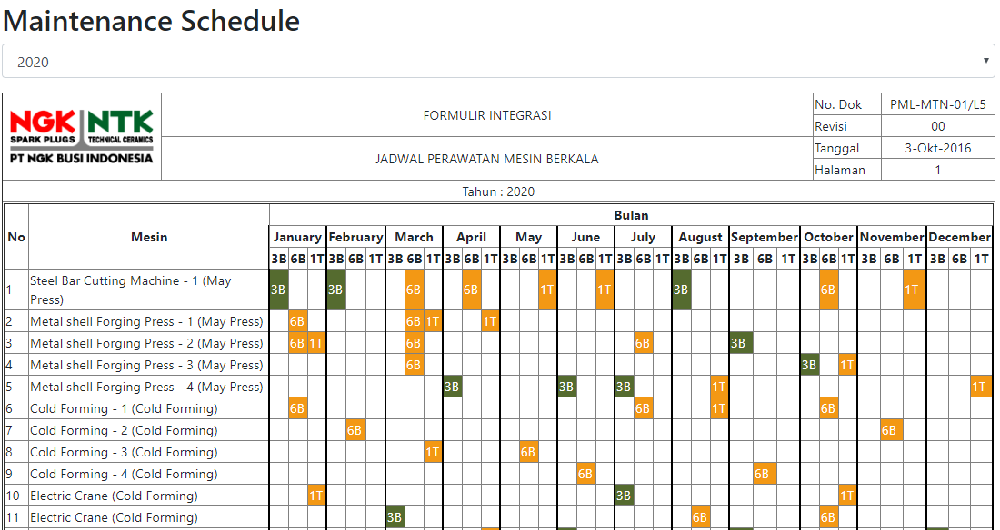 Maintenance Schedule
2020
NGK NTK
SPARK PLUGS TECHNICAL CERAMICS
PT NGK BUSI INDONESIA
FORMULIR INTEGRASI
JADWAL PERAWATAN MESIN BERKALA
No. Dok PML-MTN-01/L5
Revisi 00
Tanggal 3-Okt-2016
Halaman 1
Tahun : 2020
No Mesin Bulan
January February March April May June July August September October November December
3B 6B 1T 3B 6B 1T 3B 6B 1T 3B 6B 1T 3B 6B 1T 3B 6B 1T 3B 6B 1T 3B 6B 1T 3B 6B 1T 3B 6B 1T 3B 6B 1T 3B 6B 1T
1 Steel Bar Cutting Machine - 1 (May
Press) 3B 3B 6B 6B 1T 1T 3B 6B 1T
2 Metal shell Forging Press - 1 (May Press) 6B 6B 1T 1T
3 Metal shell Forging Press - 2 (May Press) 6B 1T 6B 6B 3B
4 Metal shell Forging Press - 3 (May Press) 6B 3B 1T
5 Metal shell Forging Press - 4 (May Press) 3B 3B 3B 1T 1T
6 Cold Forming - 1 (Cold Forming) 6B 6B 1T 6B
7 Cold Forming - 2 (Cold Forming) 6B 6B
8 Cold Forming - 3 (Cold Forming) 1T 6B
9 Cold Forming - 4 (Cold Forming) 6B 6B
10 Electric Crane (Cold Forming) 1T 3B 1T
11 Electric Crane (Cold Forming) 3B 6B 6B